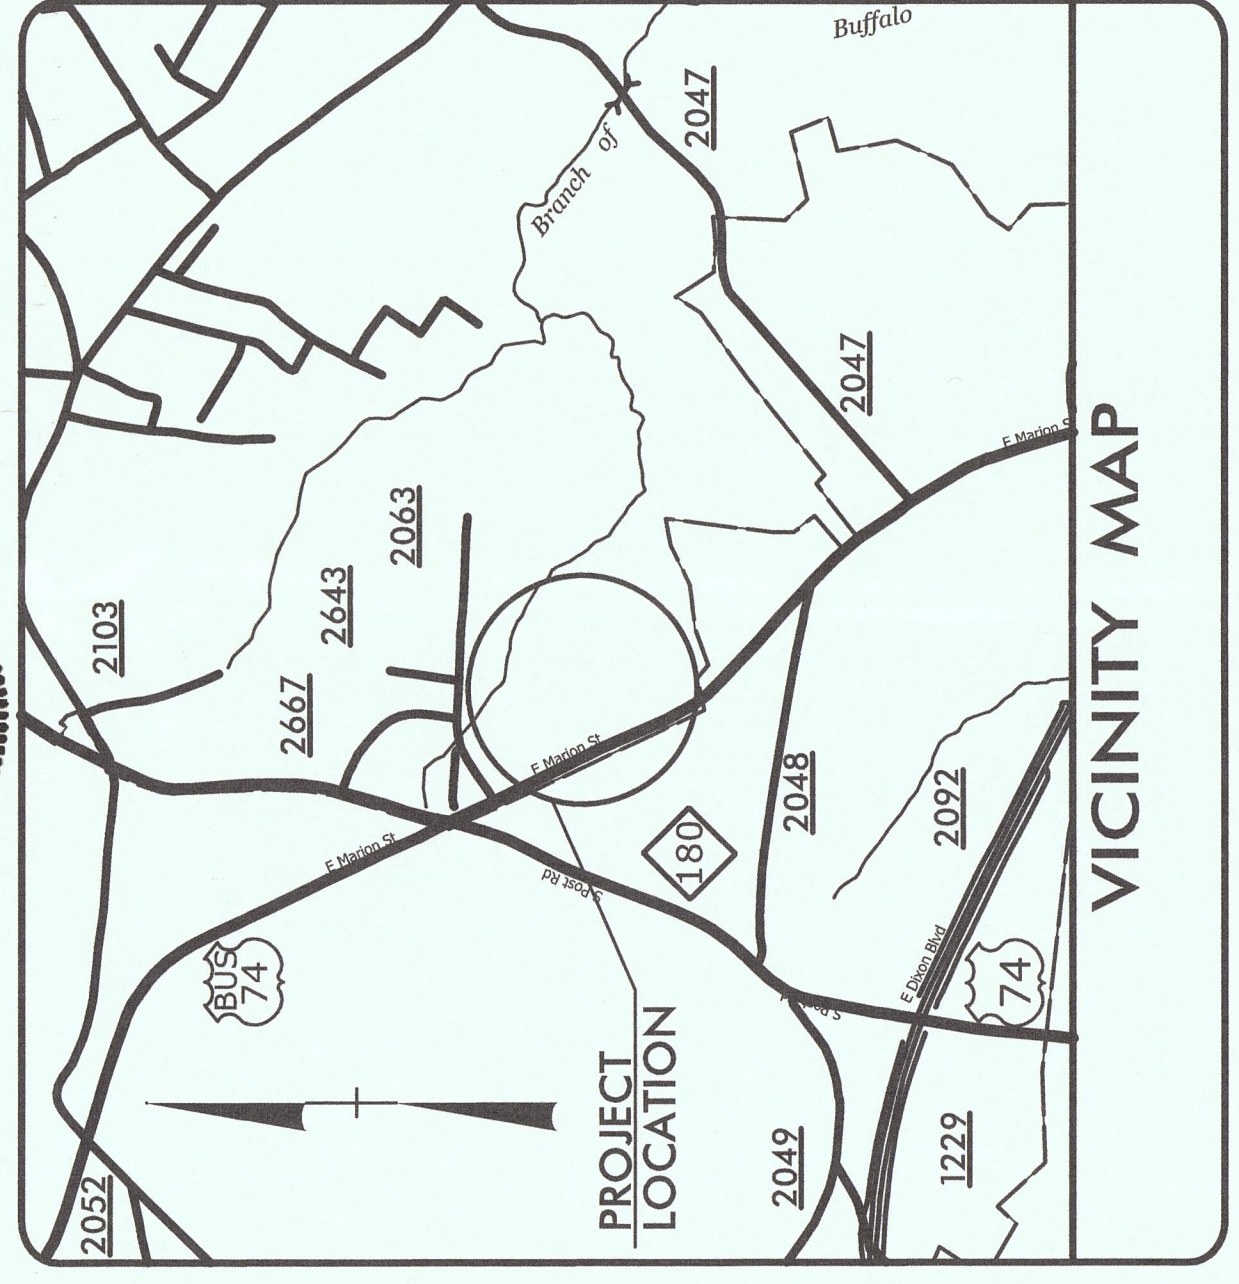 2052
2103
BUS
74
E Marion St
2667
2643
2063
Branch of
Buffalo
2047
E Marion St
S Post Rd
PROJECT
LOCATION
180
2047
2048
2049
S Post
E Dixon Blvd
2092
74
1229
E Marion S
VICINITY MAP